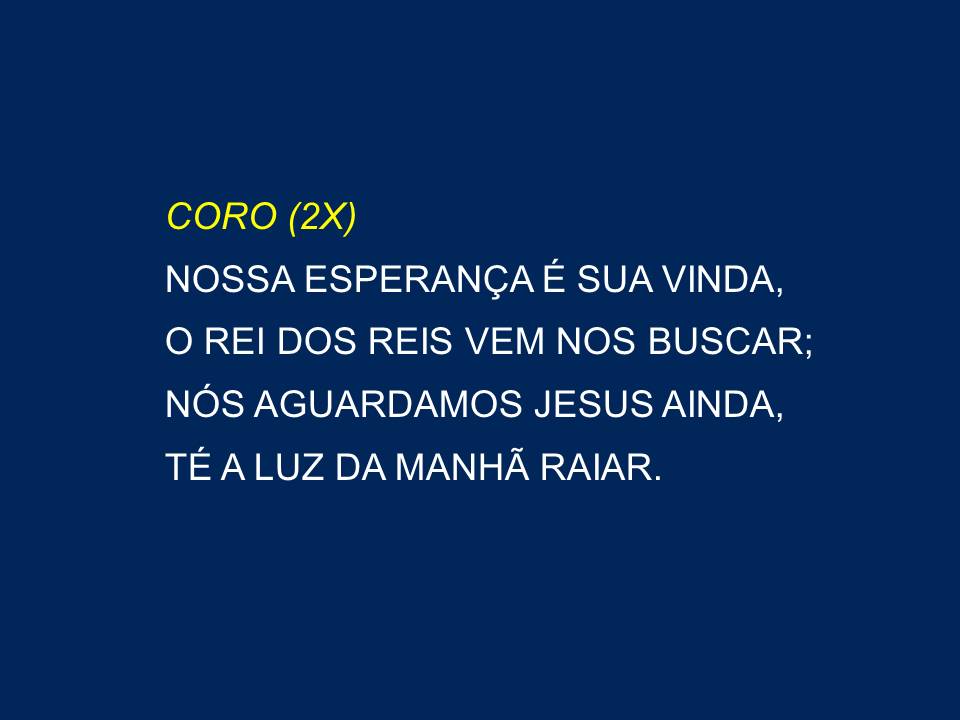 CORO (2X)
NOSSA ESPERANÇA É SUA VINDA,
O REI DOS REIS VEM NOS BUSCAR;
NÓS AGUARDAMOS JESUS AINDA,
TÉ A LUZ DA MANHÃ RAIAR.